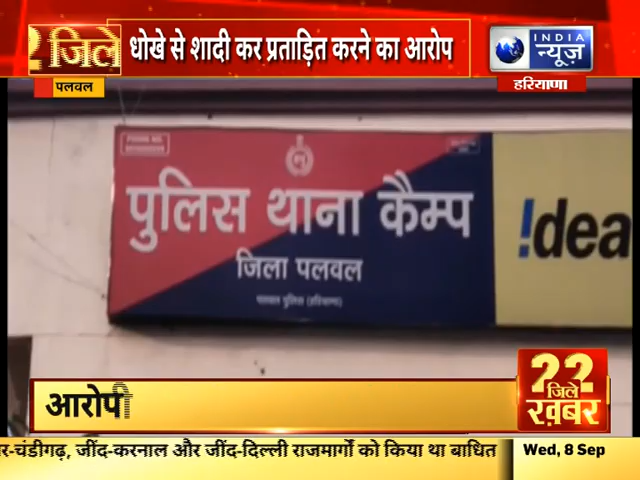 2 जिले
धोखे से शादी कर प्रताड़ित करने का आरोप
INDIA
न्यूज़
हरियाणा
पलवल
पुलिस थाना कैम्प
जिला पलवल
पलवल पुलिस (हरियाणा)
!dea
आरोपी
22
जिले
ख़बर
र-चंडीगढ़, जींद-करनाल और जींद-दिल्ली राजमार्गों को किया था बाधित
Wed, 8 Sep